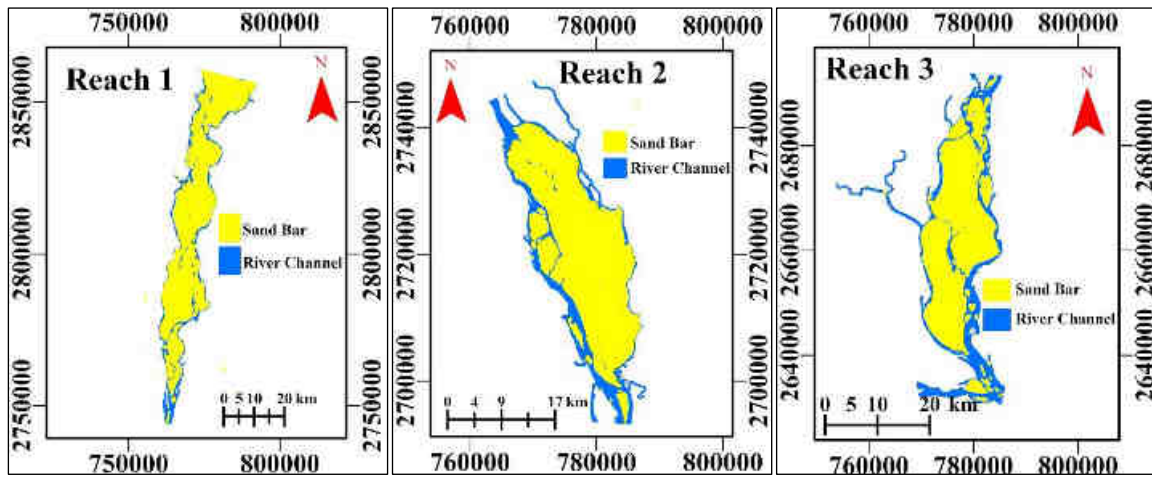 750000 800000
Reach 1
N
2850000 2850000
2800000 2800000
2750000 2750000
Sand Bar
River Channel
0 5 10 20 km
750000 800000
760000 780000 800000
Reach 2
N
2740000 2740000
2720000 2720000
2700000 2700000
Sand Bar
River Channel
0 4 9 17 km
760000 780000 800000
760000 780000 800000
Reach 3
N
2680000 2680000
2660000 2660000
2640000 2640000
Sand Bar
River Channel
0 5 10 20 km
760000 780000 800000